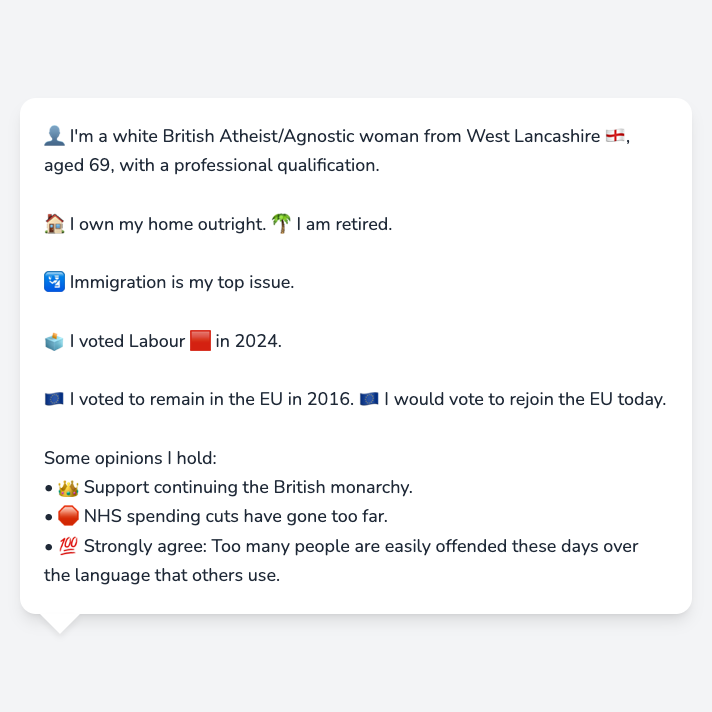 👤 I'm a white British Atheist/Agnostic woman from West Lancashire 🏴󠁧󠁢󠁥󠁮󠁧󠁿,
aged 69, with a professional qualification.
🏠 I own my home outright. 🌴 I am retired.
🛂 Immigration is my top issue.
🗳️ I voted Labour 🟥 in 2024.
🇪🇺 I voted to remain in the EU in 2016. 🇪🇺 I would vote to rejoin the EU today.
Some opinions I hold:
• 👑 Support continuing the British monarchy.
• 🛑 NHS spending cuts have gone too far.
• 💯 Strongly agree: Too many people are easily offended these days over
the language that others use.